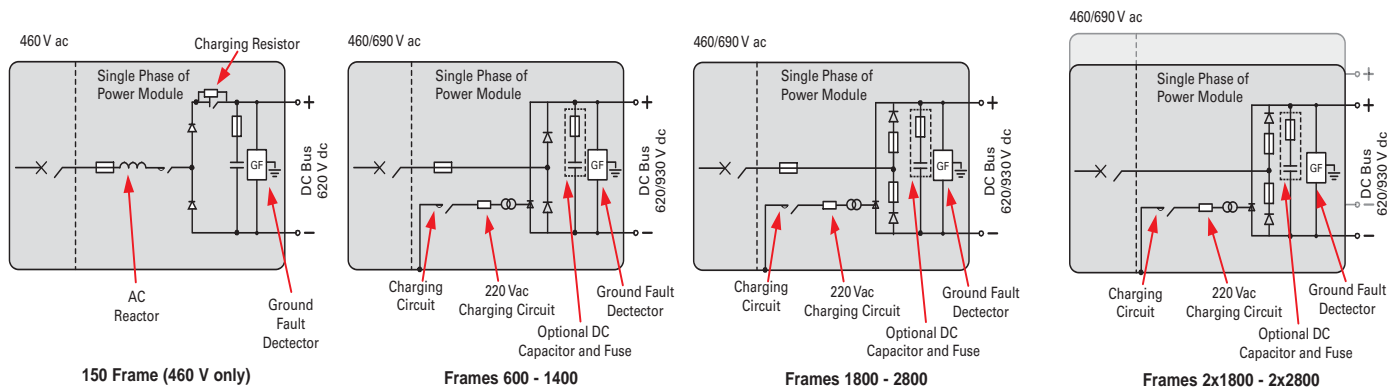 460 V ac
Charging Resistor
Single Phase of
Power Module
GF
+
–
DC Bus
620 V dc
AC
Reactor
Ground
Fault
Dectector
150 Frame (460 V only)
460/690 V ac
Single Phase of
Power Module
GF
+
–
DC Bus
620/930 V dc
Charging
Circuit
220 Vac
Charging Circuit
Ground Fault
Dectector
Optional DC
Capacitor and Fuse
Frames 600 - 1400
460/690 V ac
Single Phase of
Power Module
GF
+
–
DC Bus
620/930 V dc
Charging
Circuit
220 Vac
Charging Circuit
Ground Fault
Dectector
Optional DC
Capacitor and Fuse
Frames 1800 - 2800
460/690 V ac
Single Phase of
Power Module
GF
+
+
–
–
DC Bus
620/930 V dc
Charging
Circuit
220 Vac
Charging Circuit
Ground Fault
Dectector
Optional DC
Capacitor and Fuse
Frames 2x1800 - 2x2800